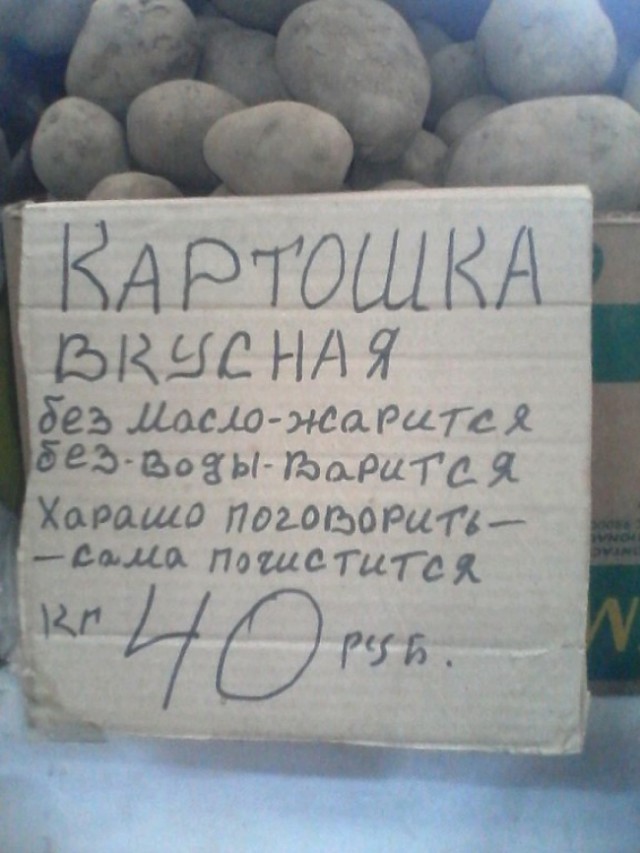 КАРТОШКА
ВКУСНАЯ
без масло-жарится
без-воды-варится
Харашо поговорить-
-сама почистится
кг 40 руб.